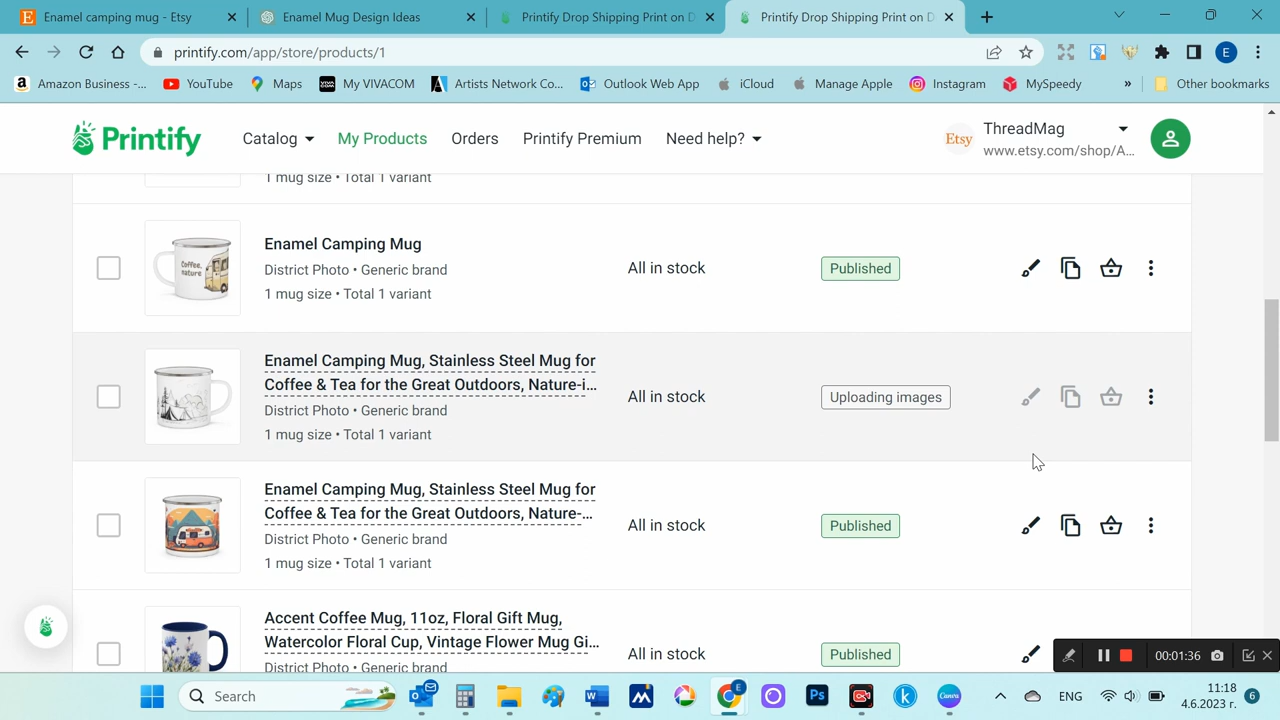 Enamel camping mug - Etsy
Enamel Mug Design Ideas
Printify Drop Shipping Print on D
Printify Drop Shipping Print on D
printify.com/app/store/products/1
E
Amazon Business -...
YouTube
Maps
My VIVACOM
Artists Network Co...
Outlook Web App
iCloud
Manage Apple
Instagram
MySpeedy
»
Other bookmarks
Printify
Catalog
My Products
Orders
Printify Premium
Need help?
Etsy
ThreadMag
www.etsy.com/shop/A...
1 mug size • Total 1 variant
Coffee,
nature
Enamel Camping Mug
District Photo • Generic brand
1 mug size • Total 1 variant
All in stock
Published
Enamel Camping Mug, Stainless Steel Mug for
Coffee & Tea for the Great Outdoors, Nature-i...
District Photo • Generic brand
1 mug size • Total 1 variant
All in stock
Uploading images
Enamel Camping Mug, Stainless Steel Mug for
Coffee & Tea for the Great Outdoors, Nature-...
District Photo • Generic brand
1 mug size • Total 1 variant
All in stock
Published
Accent Coffee Mug, 11oz, Floral Gift Mug,
Watercolor Floral Cup, Vintage Flower Mug Gi...
District Photo • Generic brand
All in stock
Published
00:01:36
Search
ENG
11:18
4.6.2023 г.
6